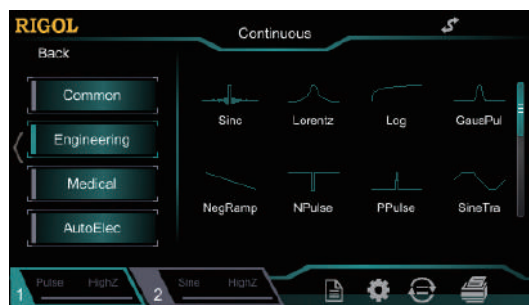 RIGOL
Continuous
Back
Common
Engineering
Medical
AutoElec
Sinc
Lorentz
Log
GausPul
NegRamp
NPulse
PPulse
SineTra
1
Pulse
HighZ
2
Sine
HighZ